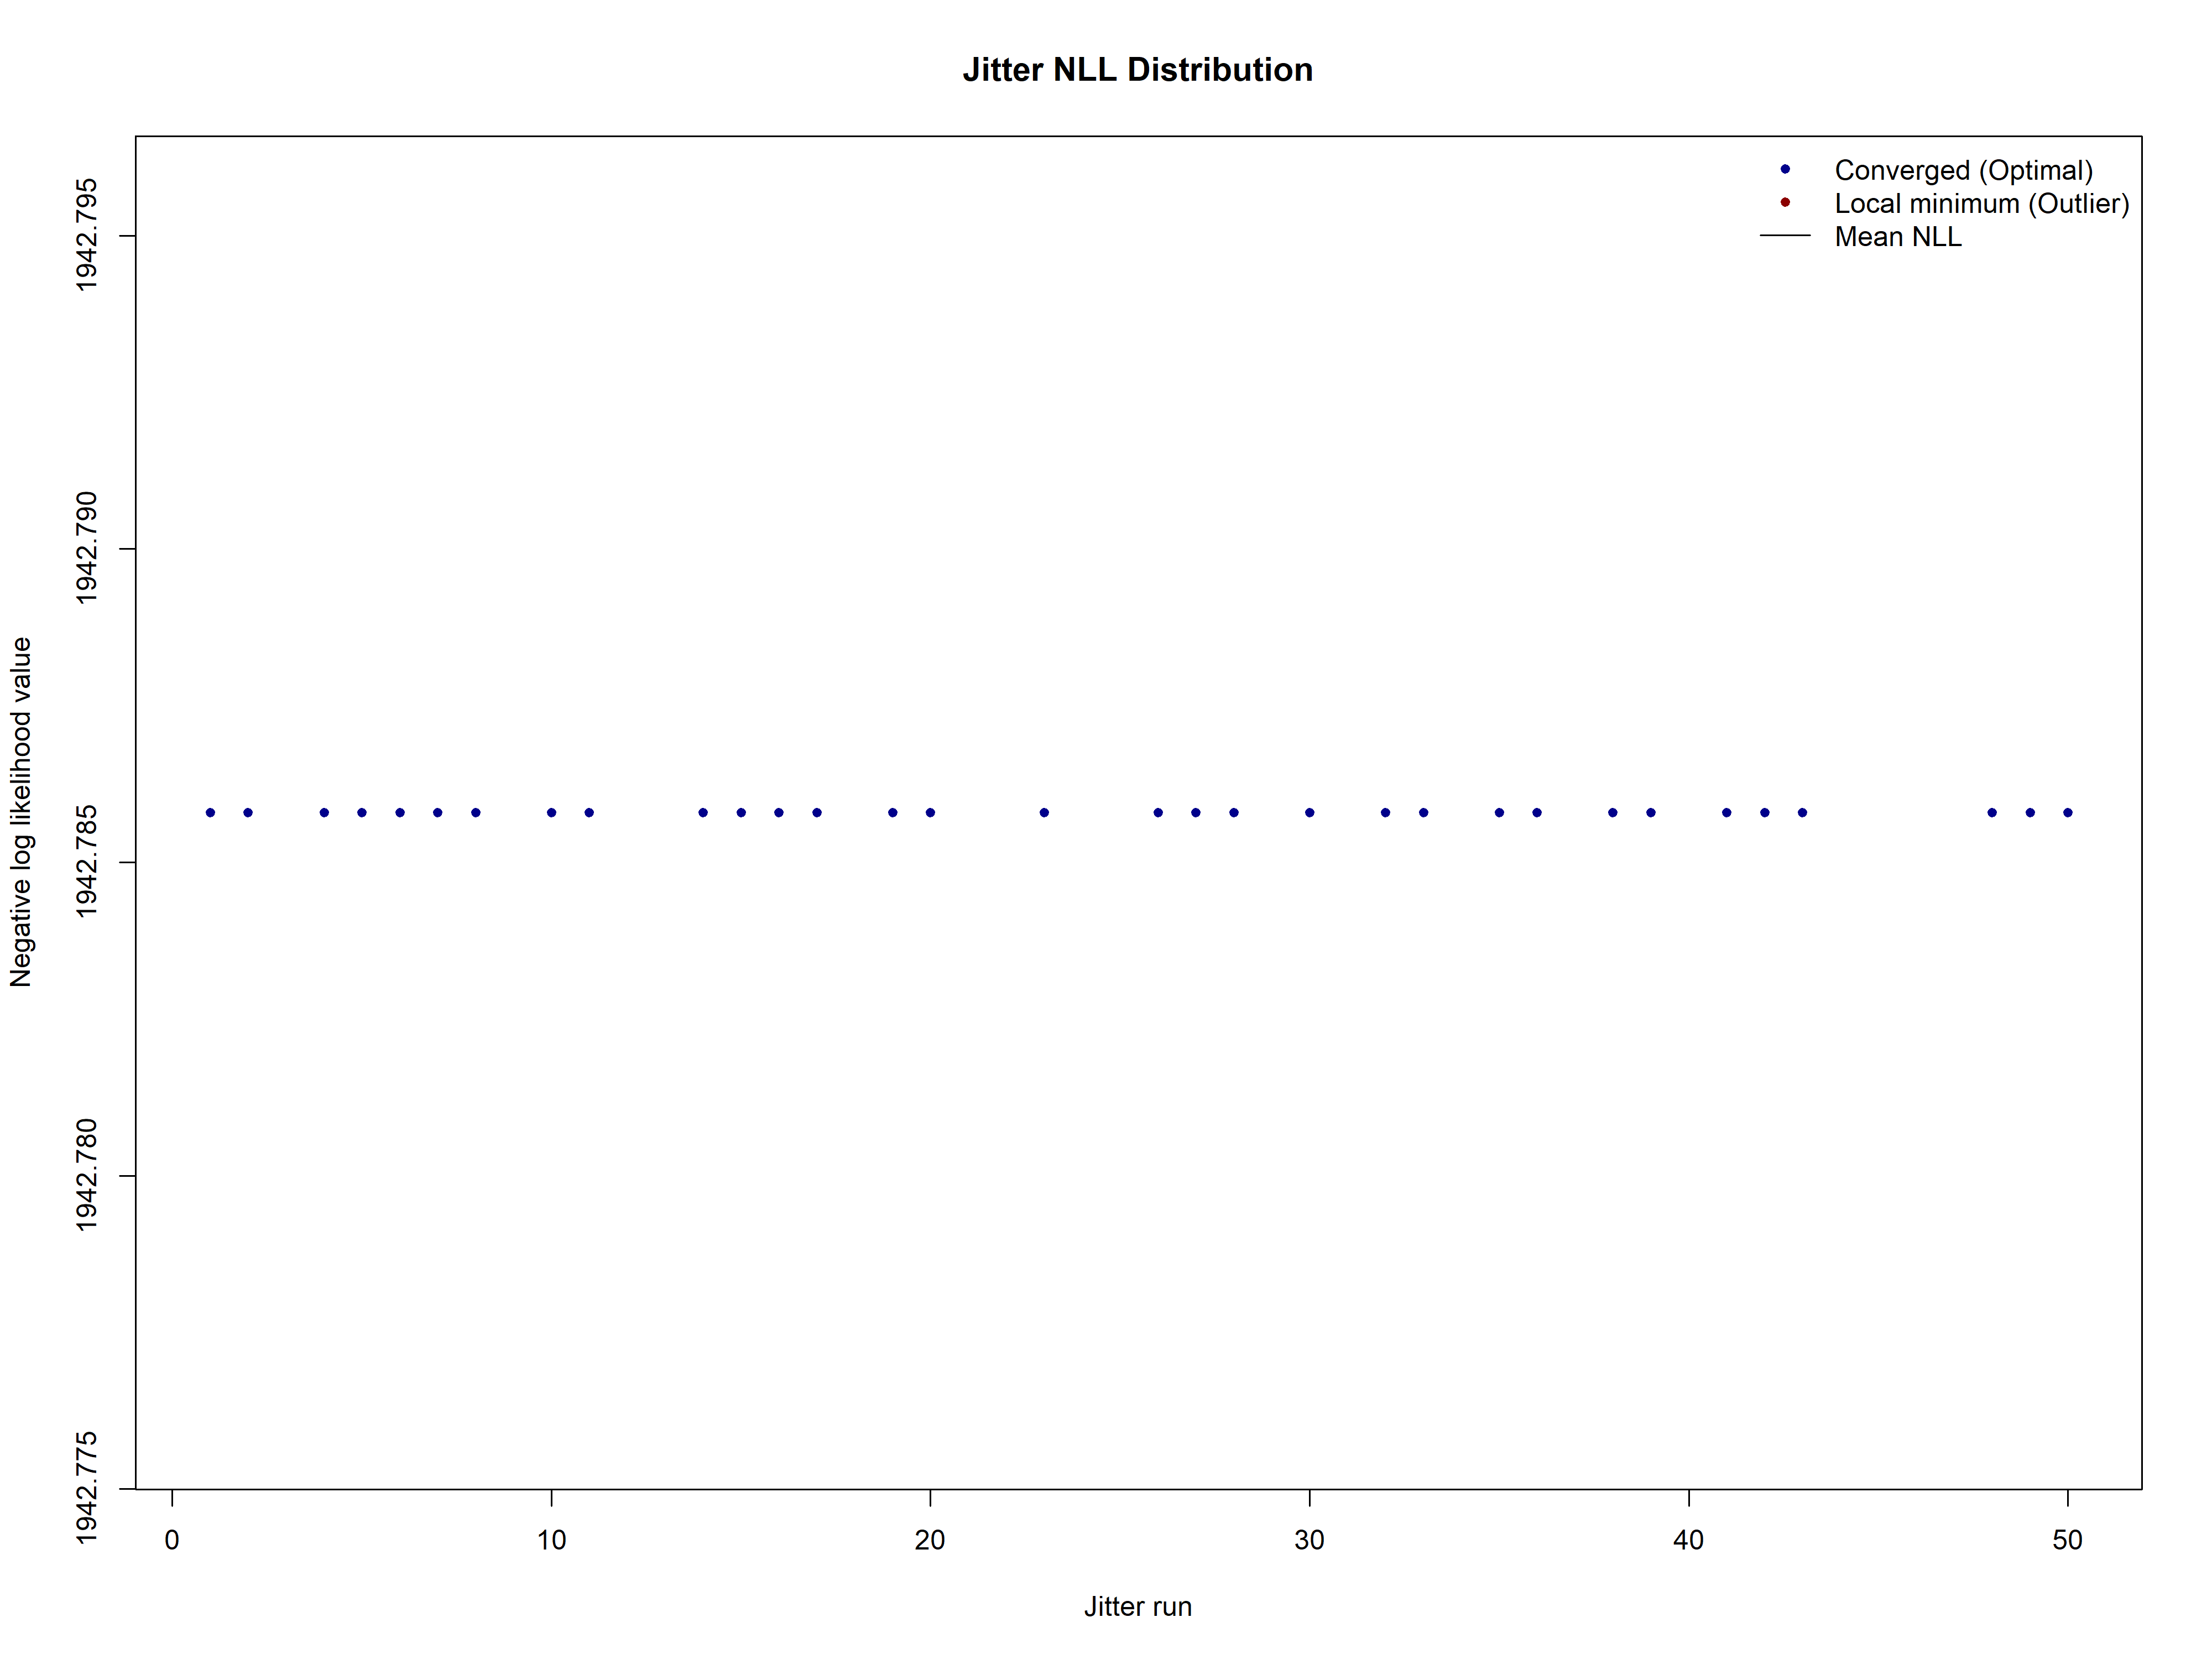 Jitter NLL Distribution
Converged (Optimal)
Local minimum (Outlier)
Mean NLL
Negative log likelihood value
1942.795
1942.790
1942.785
1942.780
1942.775
0 10 20 30 40 50
Jitter run